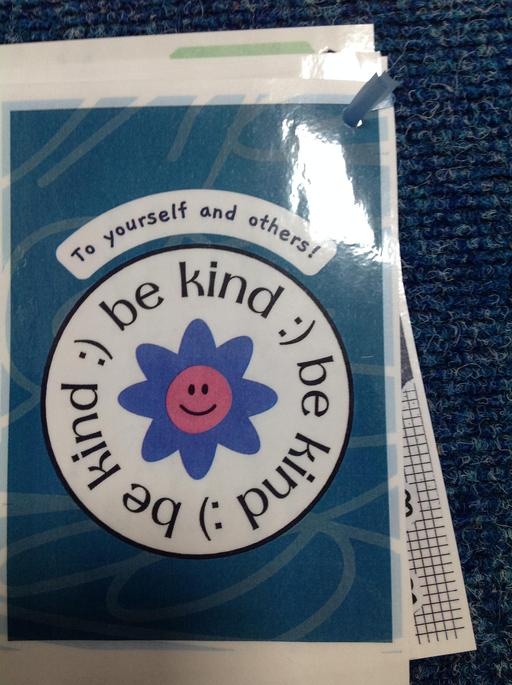 To yourself and others!
be kind :) be kind :) be kind :)